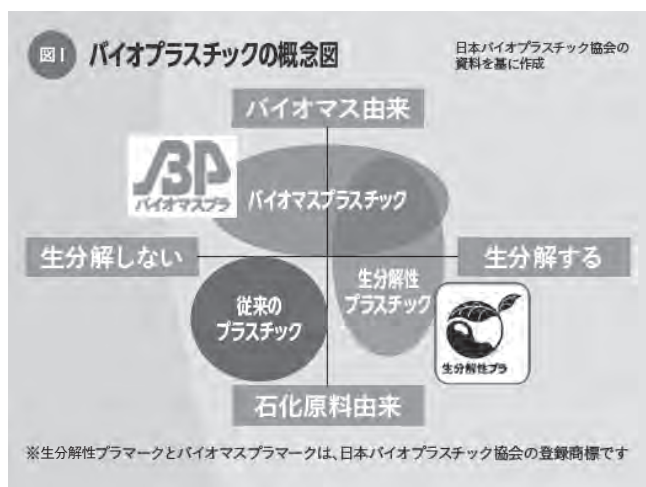 図1 バイオプラスチックの概念図
日本バイオプラスチック協会の
資料を基に作成
バイオマス由来
BP
バイオマスプラ
バイオマスプラスチック
生分解しない
生分解する
従来の
プラスチック
生分解性
プラスチック
生分解性プラ
石化原料由来
※生分解性プラマークとバイオマスプラマークは、日本バイオプラスチック協会の登録商標です